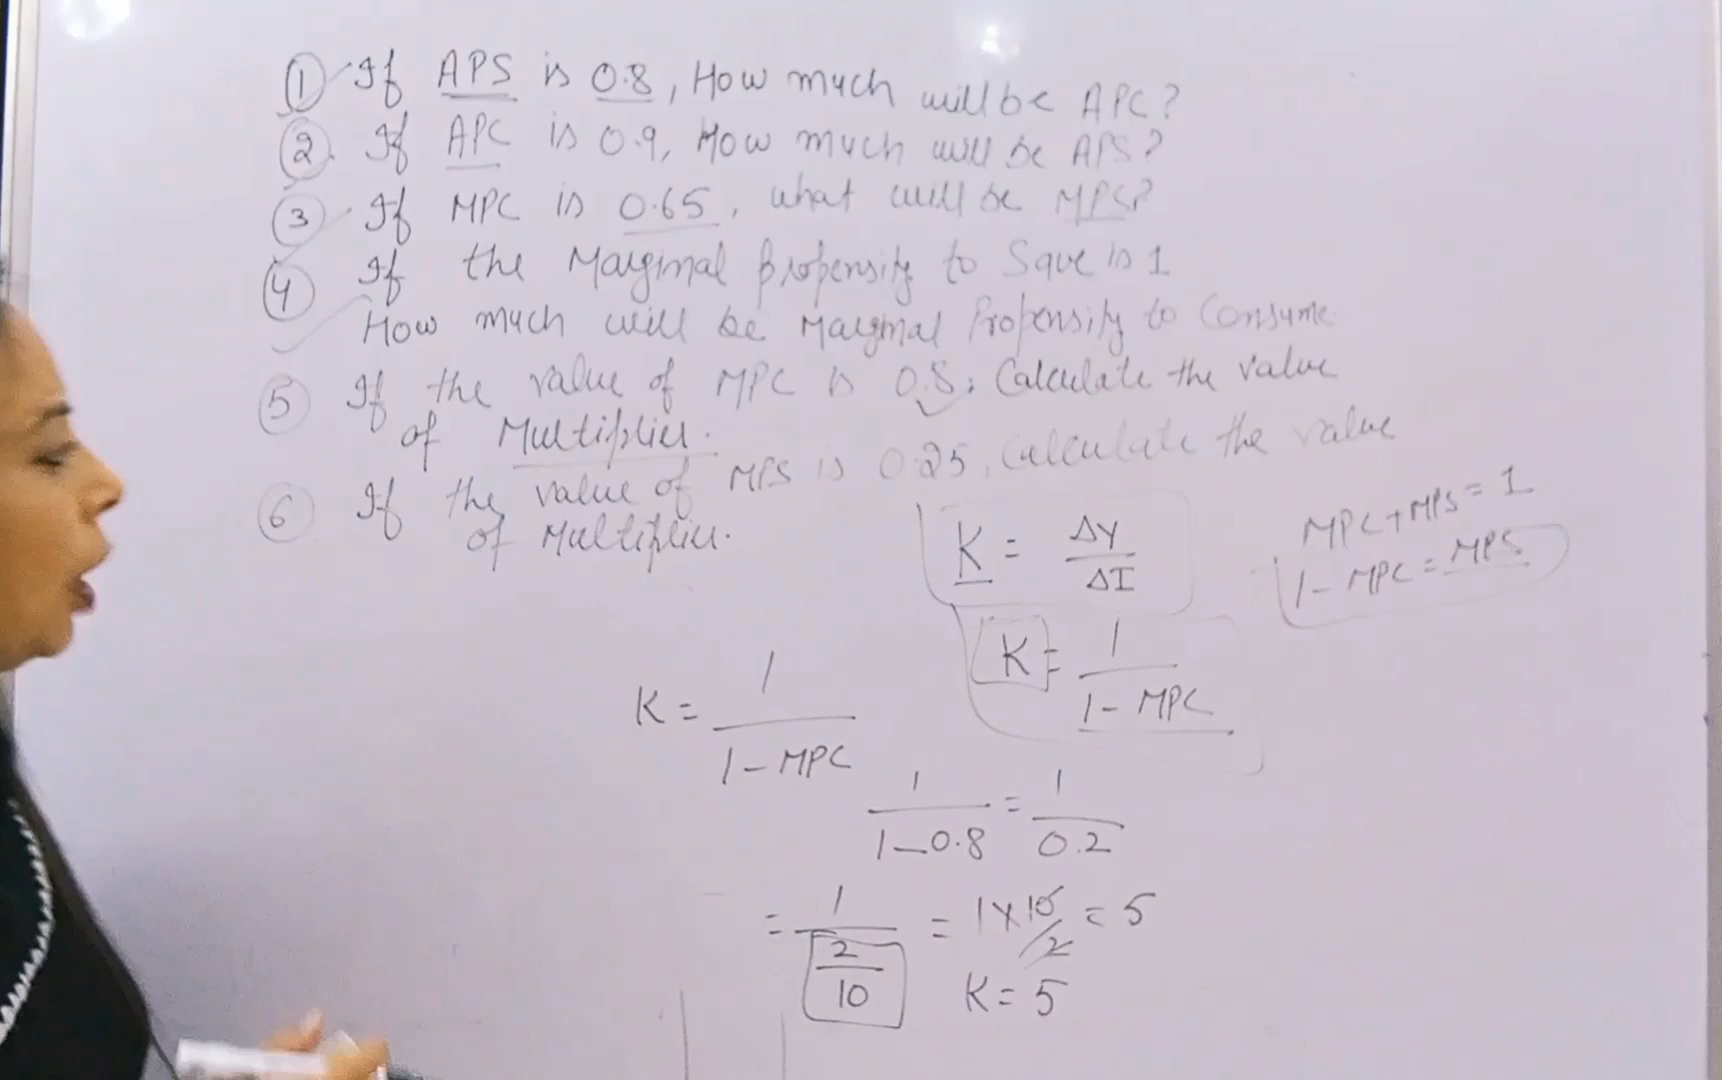 ① If APS is 0.8, How much will be APC?
② If APC is 0.9, How much will be APS?
③ If MPC is 0.65, what will be MPS?
④ If the Marginal Propensity to Save is 1
How much will be Marginal Propensity to Consume
⑤ If the value of MPC is 0.8, Calculate the value
of Multiplier.
⑥ If the value of MPS is 0.25, Calculate the value
of Multiplier.
K = ΔY / ΔI
MPC + MPS = 1
1 - MPC = MPS
K = 1 / 1 - MPC
K = 1 / 1 - MPC
1 / 1 - 0.8 = 1 / 0.2
= 1 / 2/10 = 1 × 10/2 = 5
K = 5